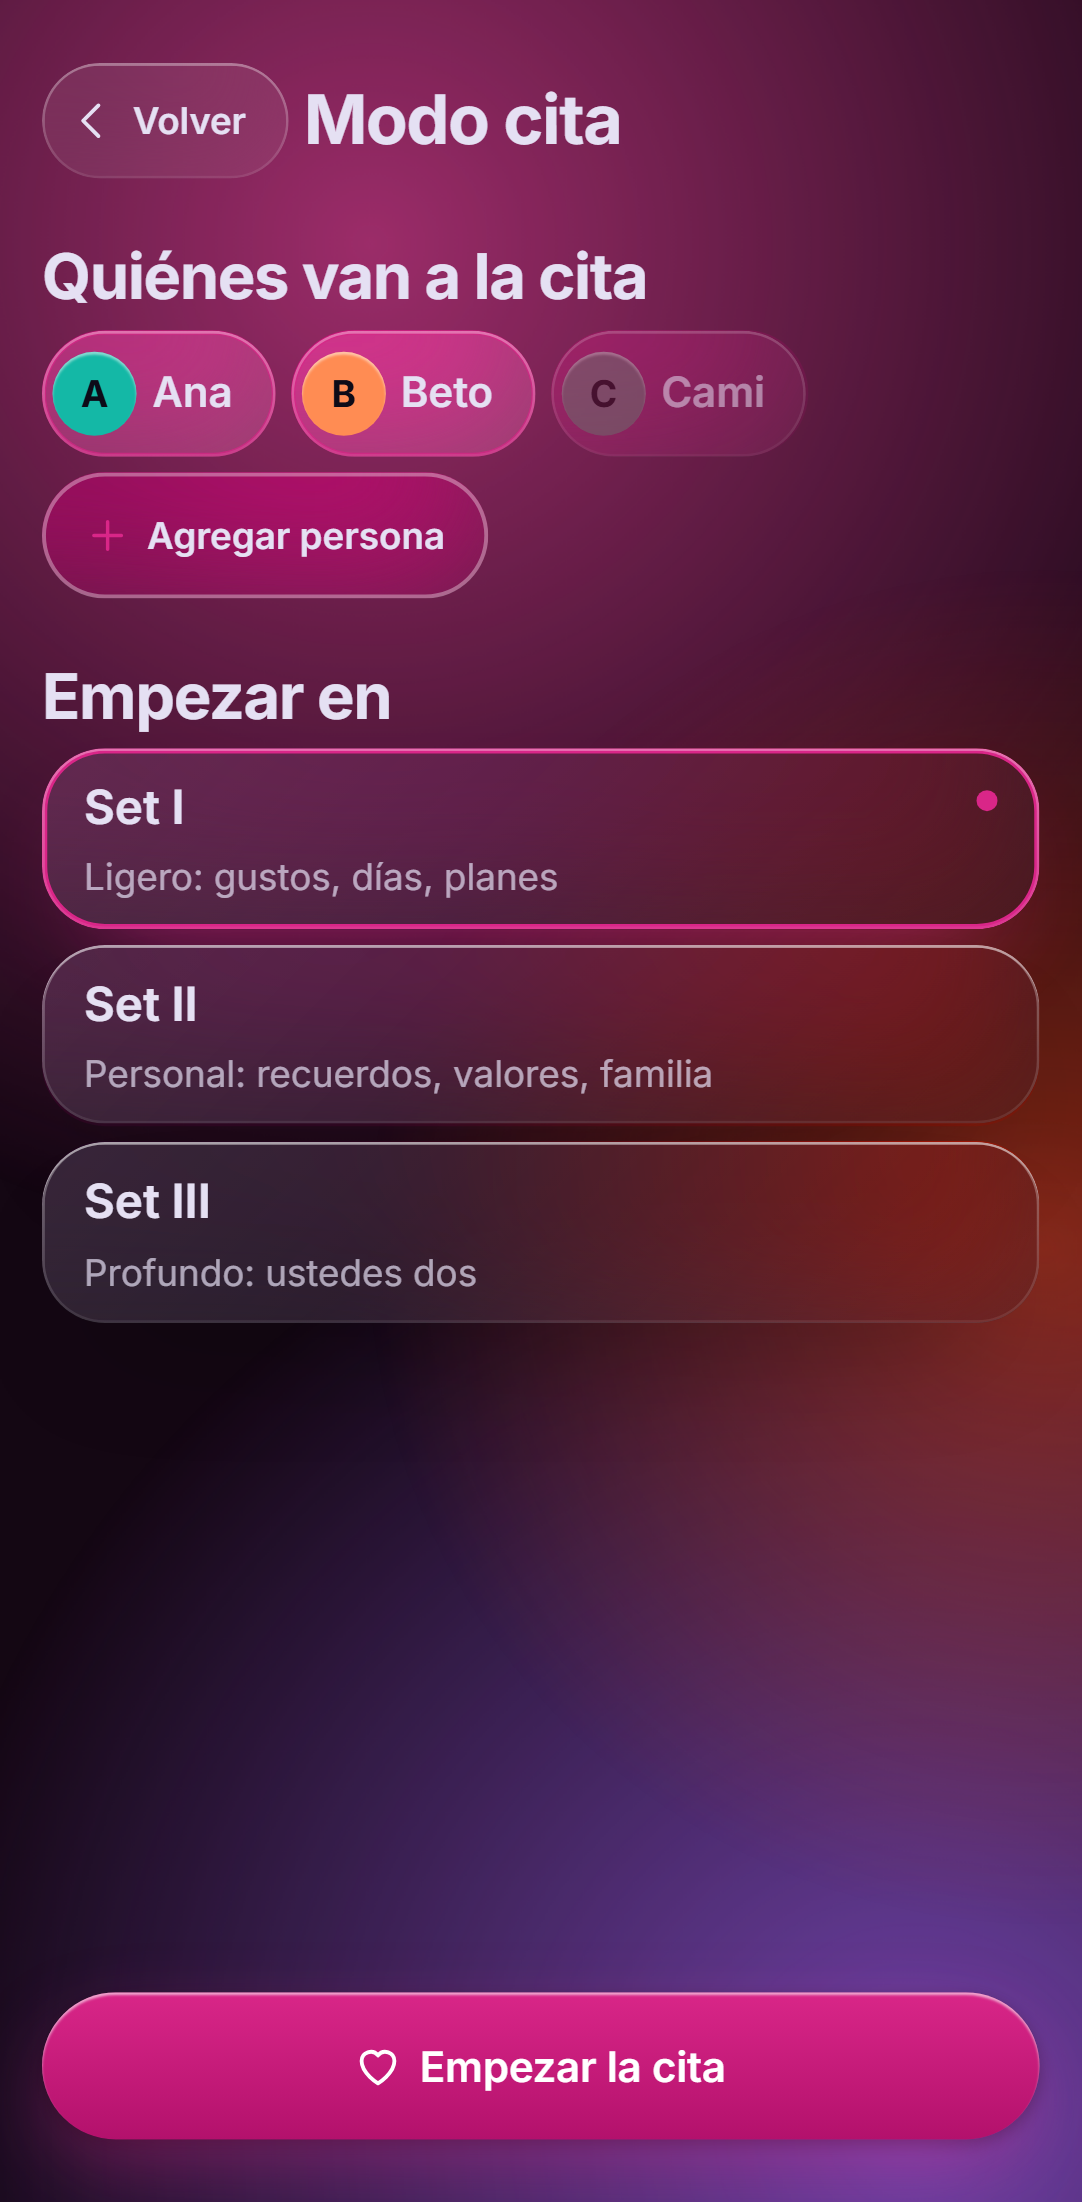 Volver
Modo cita
Quiénes van a la cita
A Ana
B Beto
C Cami
Agregar persona
Empezar en
Set I
Ligero: gustos, días, planes
Set II
Personal: recuerdos, valores, familia
Set III
Profundo: ustedes dos
Empezar la cita